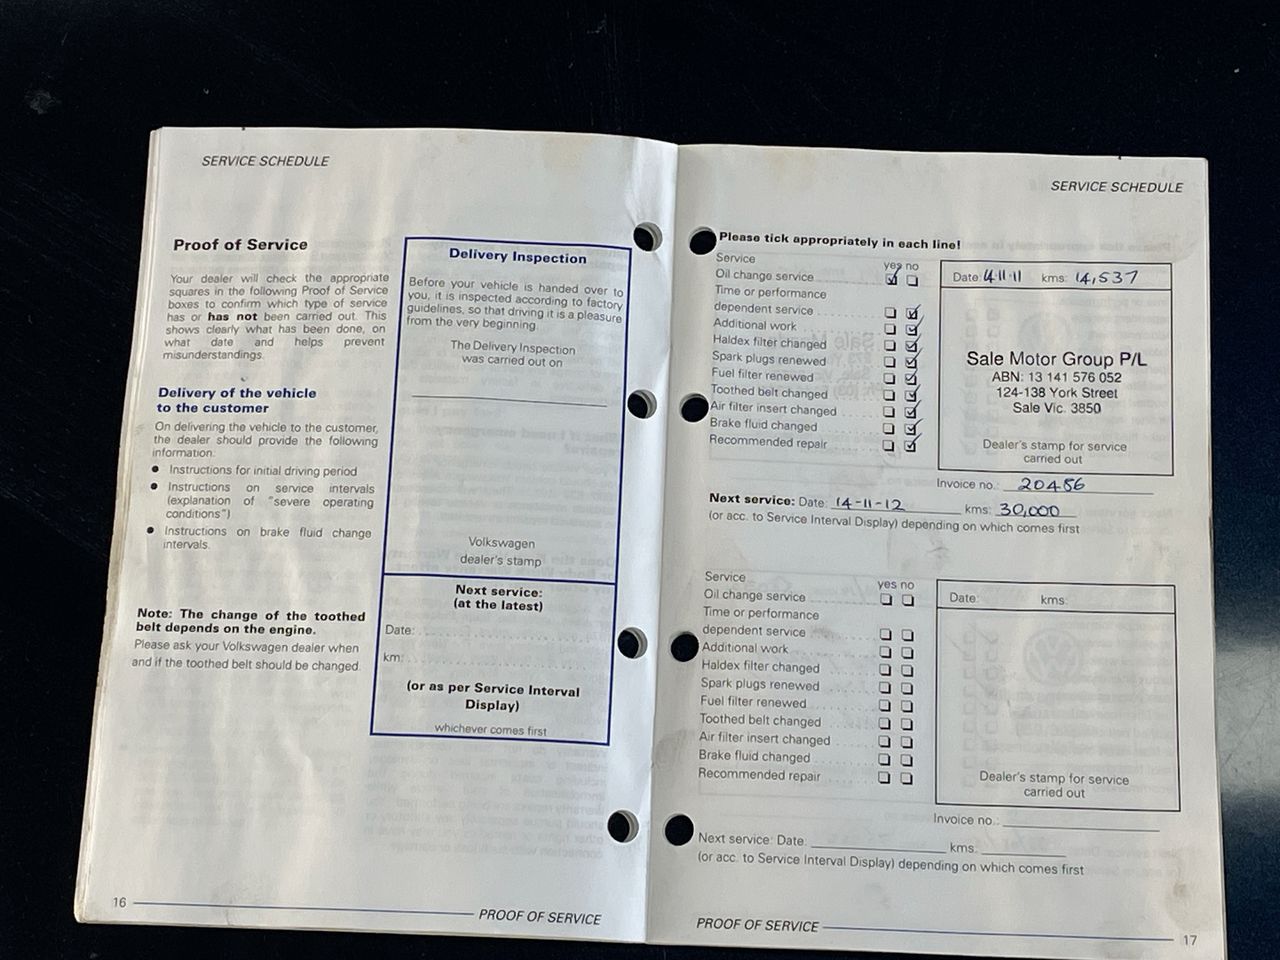 SERVICE SCHEDULE
Proof of Service
Your dealer will check the appropriate
squares in the following Proof of Service
boxes to confirm which type of service
has or has not been carried out. This
shows clearly what has been done, on
what date and helps prevent
misunderstandings.
Delivery of the vehicle
to the customer
On delivering the vehicle to the customer,
the dealer should provide the following
information.
● Instructions for initial driving period
● Instructions on service intervals
(explanation of "severe operating
conditions")
● Instructions on brake fluid change
intervals.
Note: The change of the toothed
belt depends on the engine.
Please ask your Volkswagen dealer when
and if the toothed belt should be changed.
Delivery Inspection
Before your vehicle is handed over to
you, it is inspected according to factory
guidelines, so that driving it is a pleasure
from the very beginning.
The Delivery Inspection
was carried out on
Volkswagen
dealer's stamp
Next service:
(at the latest)
Date:
km:
(or as per Service Interval
Display)
whichever comes first
16
PROOF OF SERVICE
SERVICE SCHEDULE
Please tick appropriately in each line!
Service yes no
Oil change service
Time or performance
dependent service
Additional work
Haldex filter changed
Spark plugs renewed
Fuel filter renewed
Toothed belt changed
Air filter insert changed
Brake fluid changed
Recommended repair
Date: 14·11·11 kms: 14,537
Sale Motor Group P/L
ABN: 13 141 576 052
124-138 York Street
Sale Vic. 3850
Dealer's stamp for service
carried out
Invoice no.: 20486
Next service: Date: 14-11-12 kms: 30,000
(or acc. to Service Interval Display) depending on which comes first
Service yes no
Oil change service
Time or performance
dependent service
Additional work
Haldex filter changed
Spark plugs renewed
Fuel filter renewed
Toothed belt changed
Air filter insert changed
Brake fluid changed
Recommended repair
Date: kms:
Dealer's stamp for service
carried out
Invoice no.:
Next service: Date: kms:
(or acc. to Service Interval Display) depending on which comes first
PROOF OF SERVICE
17